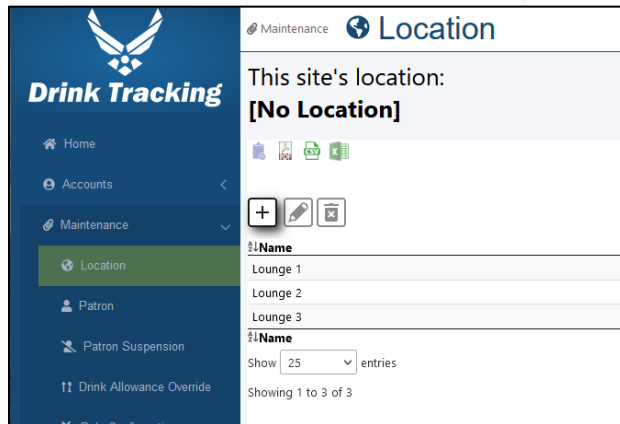 Drink Tracking
Home
Accounts
Maintenance
Location
Patron
Patron Suspension
Drink Allowance Override
Maintenance Location
This site's location:
[No Location]
PDF CSV
Name
Lounge 1
Lounge 2
Lounge 3
Name
Show 25 entries
Showing 1 to 3 of 3